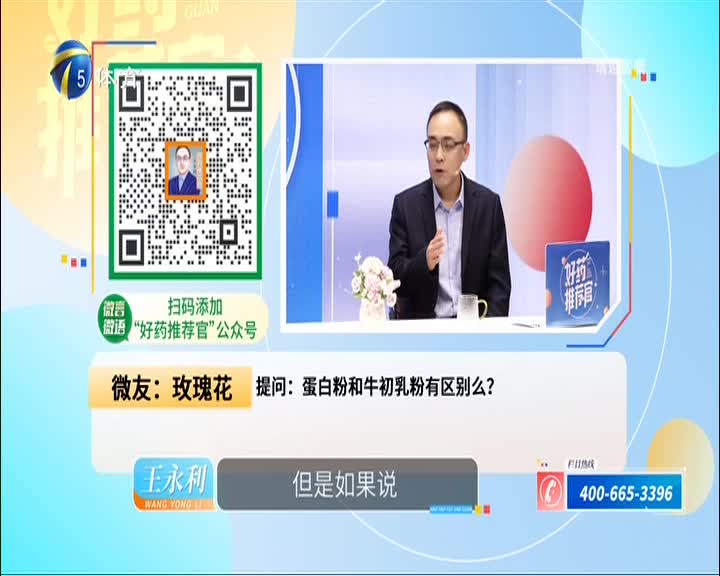 5 体育
微言
微语
扫码添加
“好药推荐官”公众号
好药
推荐官
微友：玫瑰花
提问：蛋白粉和牛初乳粉有区别么？
王永利
WANG YONG LI
但是如果说
栏目热线
400-665-3396